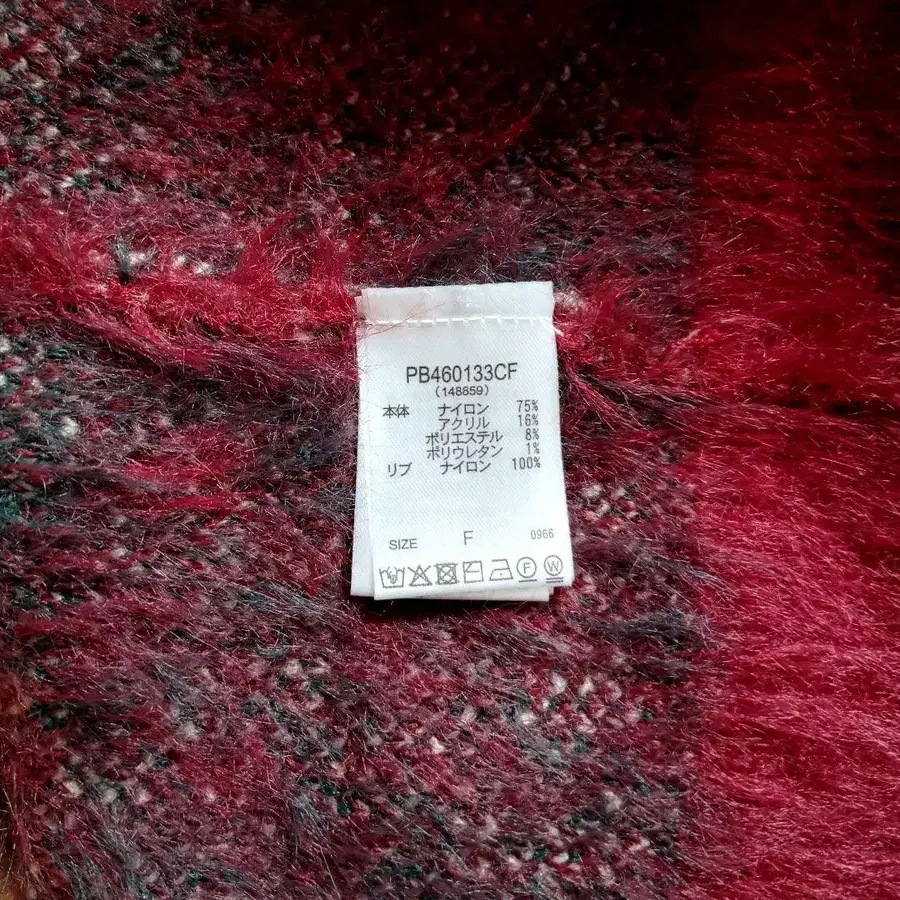 PB460133CF
(148859)
本体 ナイロン 75%
アクリル 16%
ポリエステル 8%
ポリウレタン 1%
リブ ナイロン 100%
SIZE F 0966
F W